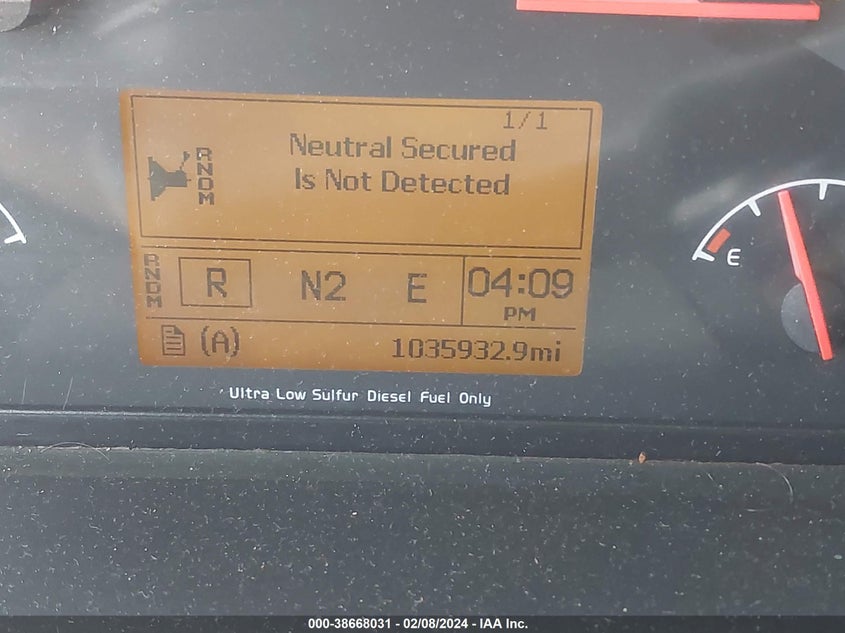 1/1
Neutral Secured
Is Not Detected
RNDM
RNDM
R N2 E 04:09
PM
(A) 1035932.9mi
E
Ultra Low Sulfur Diesel Fuel Only
000-38668031 - 02/08/2024 - IAA Inc.